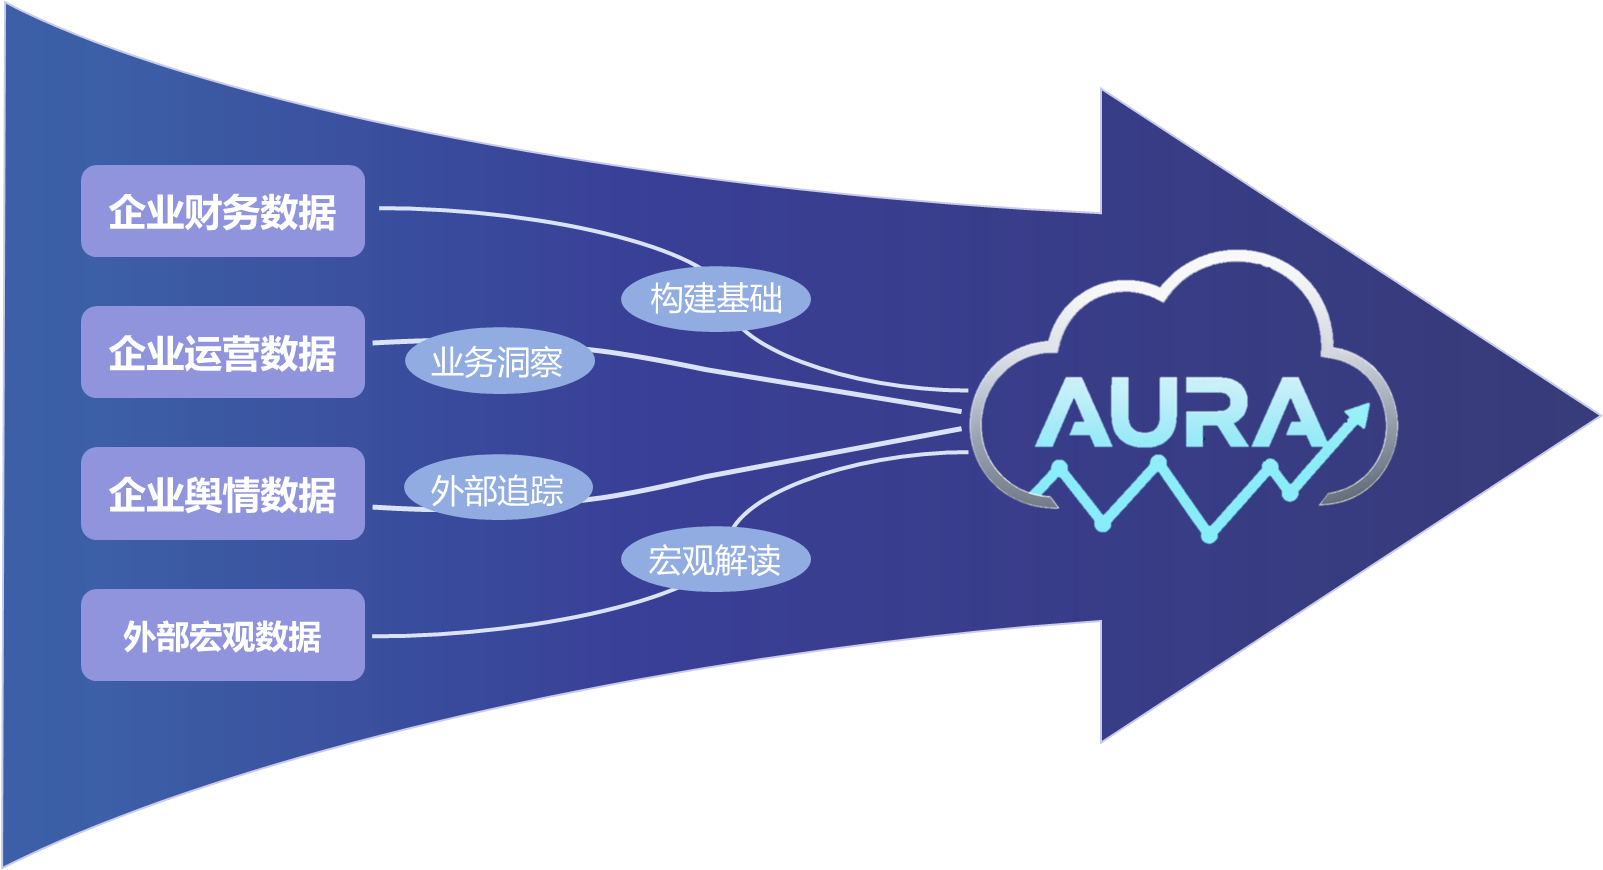 企业财务数据
构建基础
企业运营数据
业务洞察
企业舆情数据
外部追踪
外部宏观数据
宏观解读
AURA